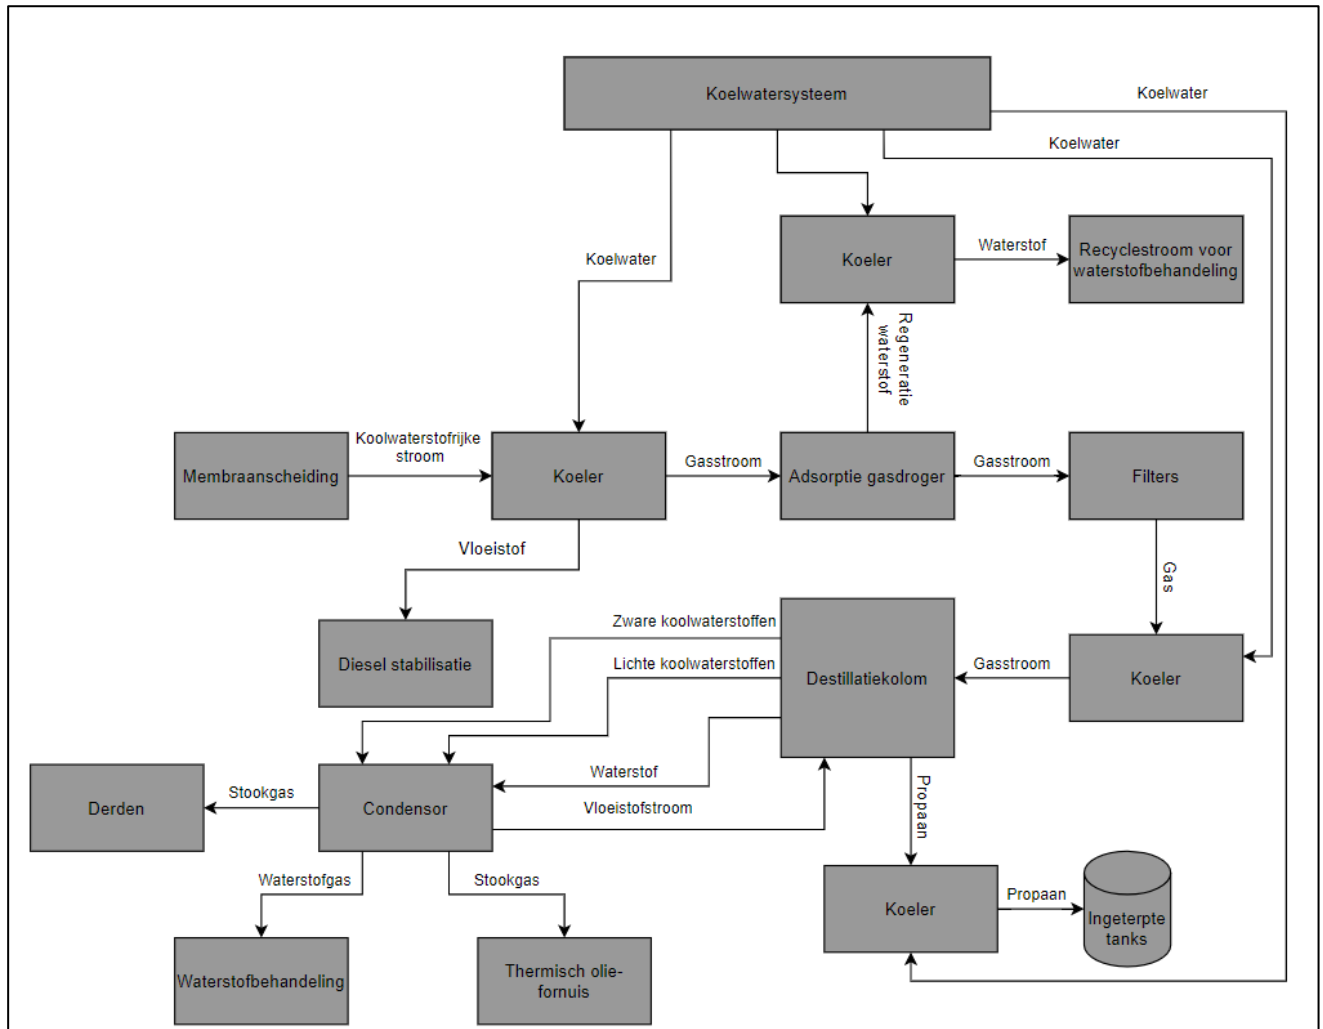 Koelwatersysteem
Koelwater
Koelwater
Koelwater
Koeler
Waterstof
Recyclestroom voor
waterstofbehandeling
Regeneratie
waterstof
Membraanscheiding
Koolwaterstofrijke
stroom
Koeler
Gasstroom
Adsorptie gasdroger
Gasstroom
Filters
Vloeistof
Gas
Diesel stabilisatie
Zware koolwaterstoffen
Lichte koolwaterstoffen
Destillatiekolom
Gasstroom
Koeler
Waterstof
Vloeistofstroom
Propaan
Derden
Stookgas
Condensor
Waterstofgas
Stookgas
Koeler
Propaan
Ingeterpte
tanks
Waterstofbehandeling
Thermisch olie-
fornuis